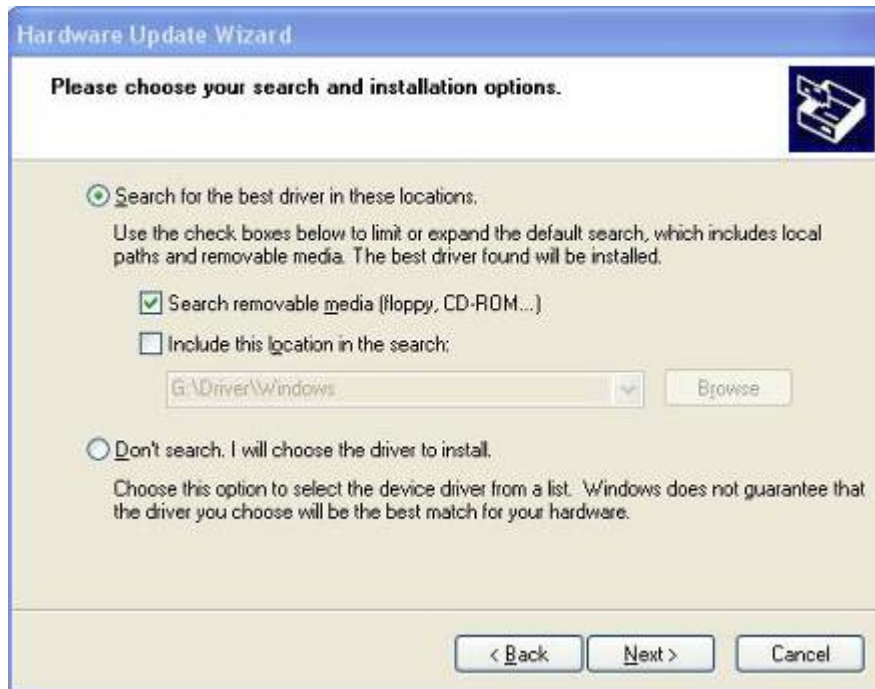 Hardware Update Wizard
Please choose your search and installation options.
Search for the best driver in these locations.
Use the check boxes below to limit or expand the default search, which includes local
paths and removable media. The best driver found will be installed.
Search removable media (floppy, CD-ROM...)
Include this location in the search:
G:\Driver\Windows
Browse
Don't search. I will choose the driver to install.
Choose this option to select the device driver from a list. Windows does not guarantee that
the driver you choose will be the best match for your hardware.
< Back Next > Cancel